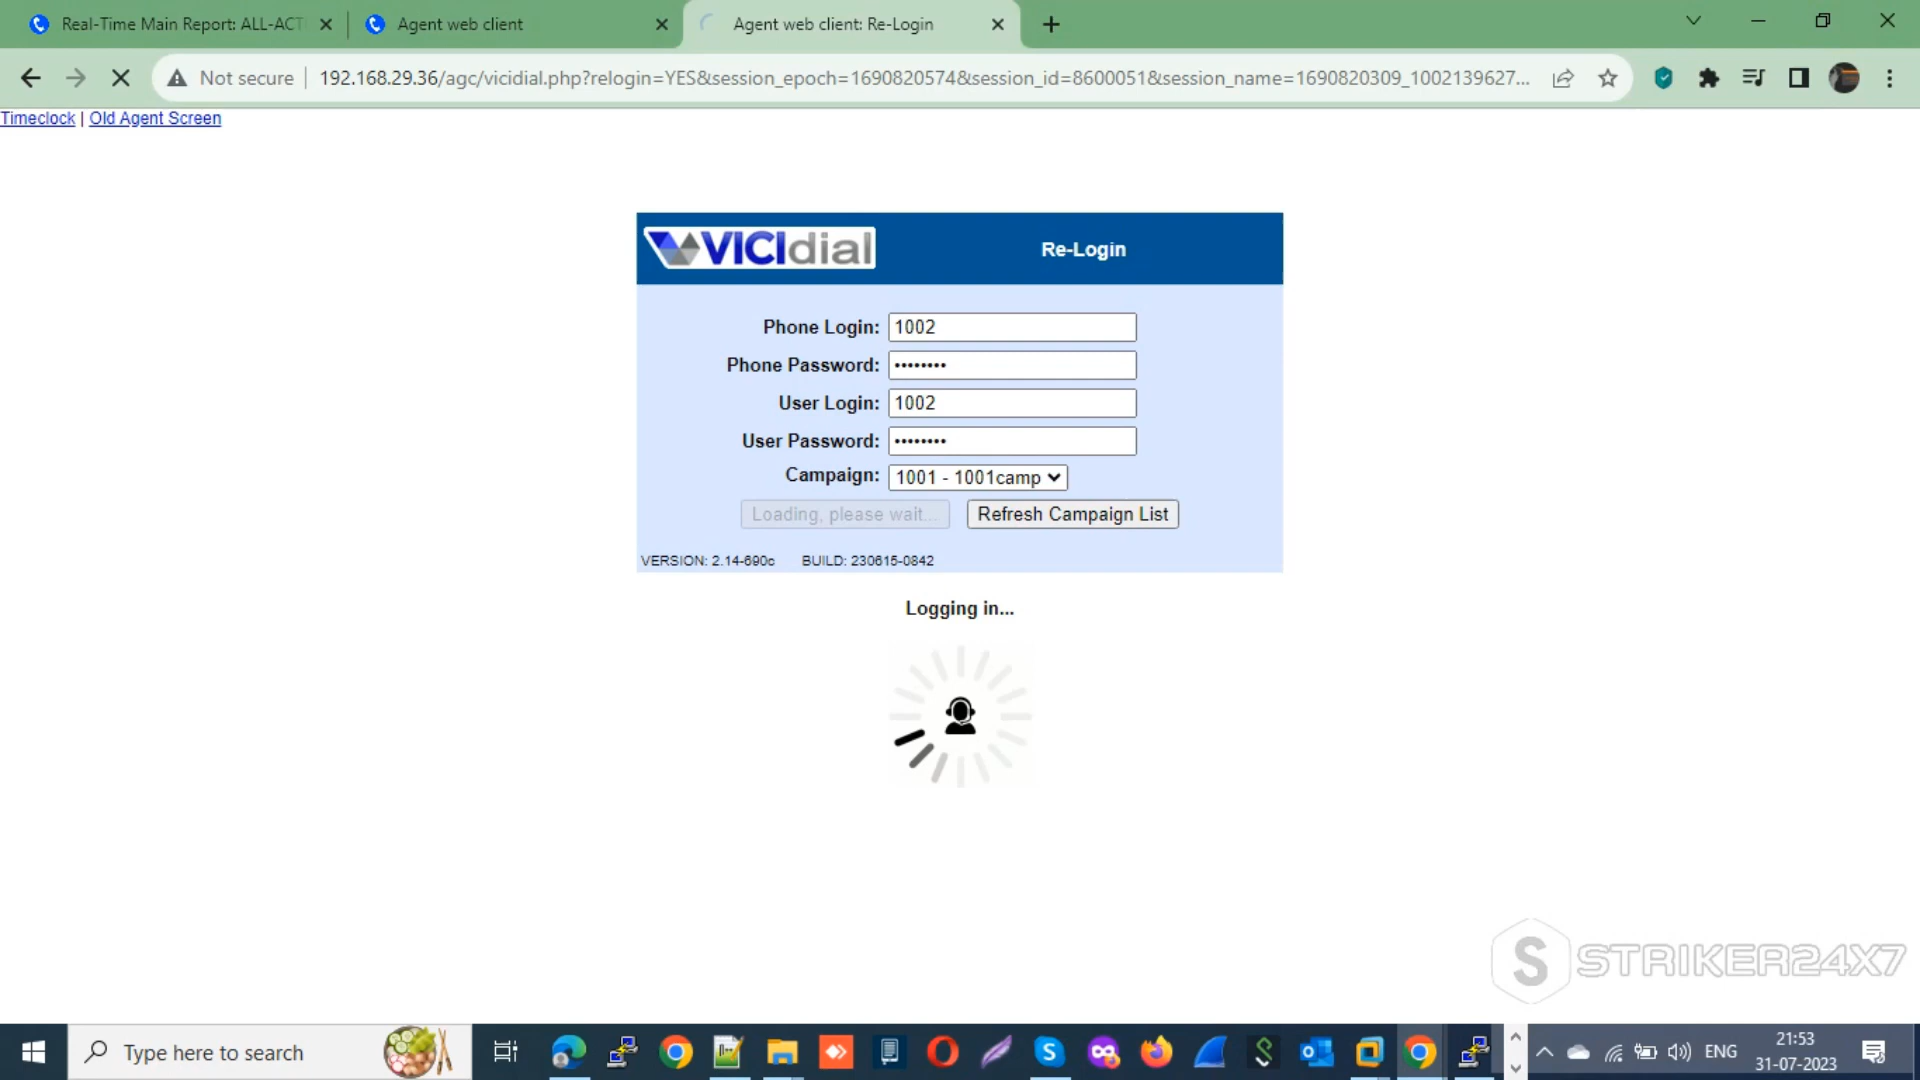 Real-Time Main Report: ALL-ACT
Agent web client
Agent web client: Re-Login
Not secure
192.168.29.36/agc/vicidial.php?relogin=YES&session_epoch=1690820574&session_id=8600051&session_name=1690820309_1002139627...
Timeclock | Old Agent Screen
VICIdial
Re-Login
Phone Login: 1002
Phone Password: ••••••••
User Login: 1002
User Password: ••••••••
Campaign: 1001 - 1001camp
Loading, please wait...
Refresh Campaign List
VERSION: 2.14-690c BUILD: 230615-0842
Logging in...
S STRIKER24X7
Type here to search
ENG
21:53
31-07-2023